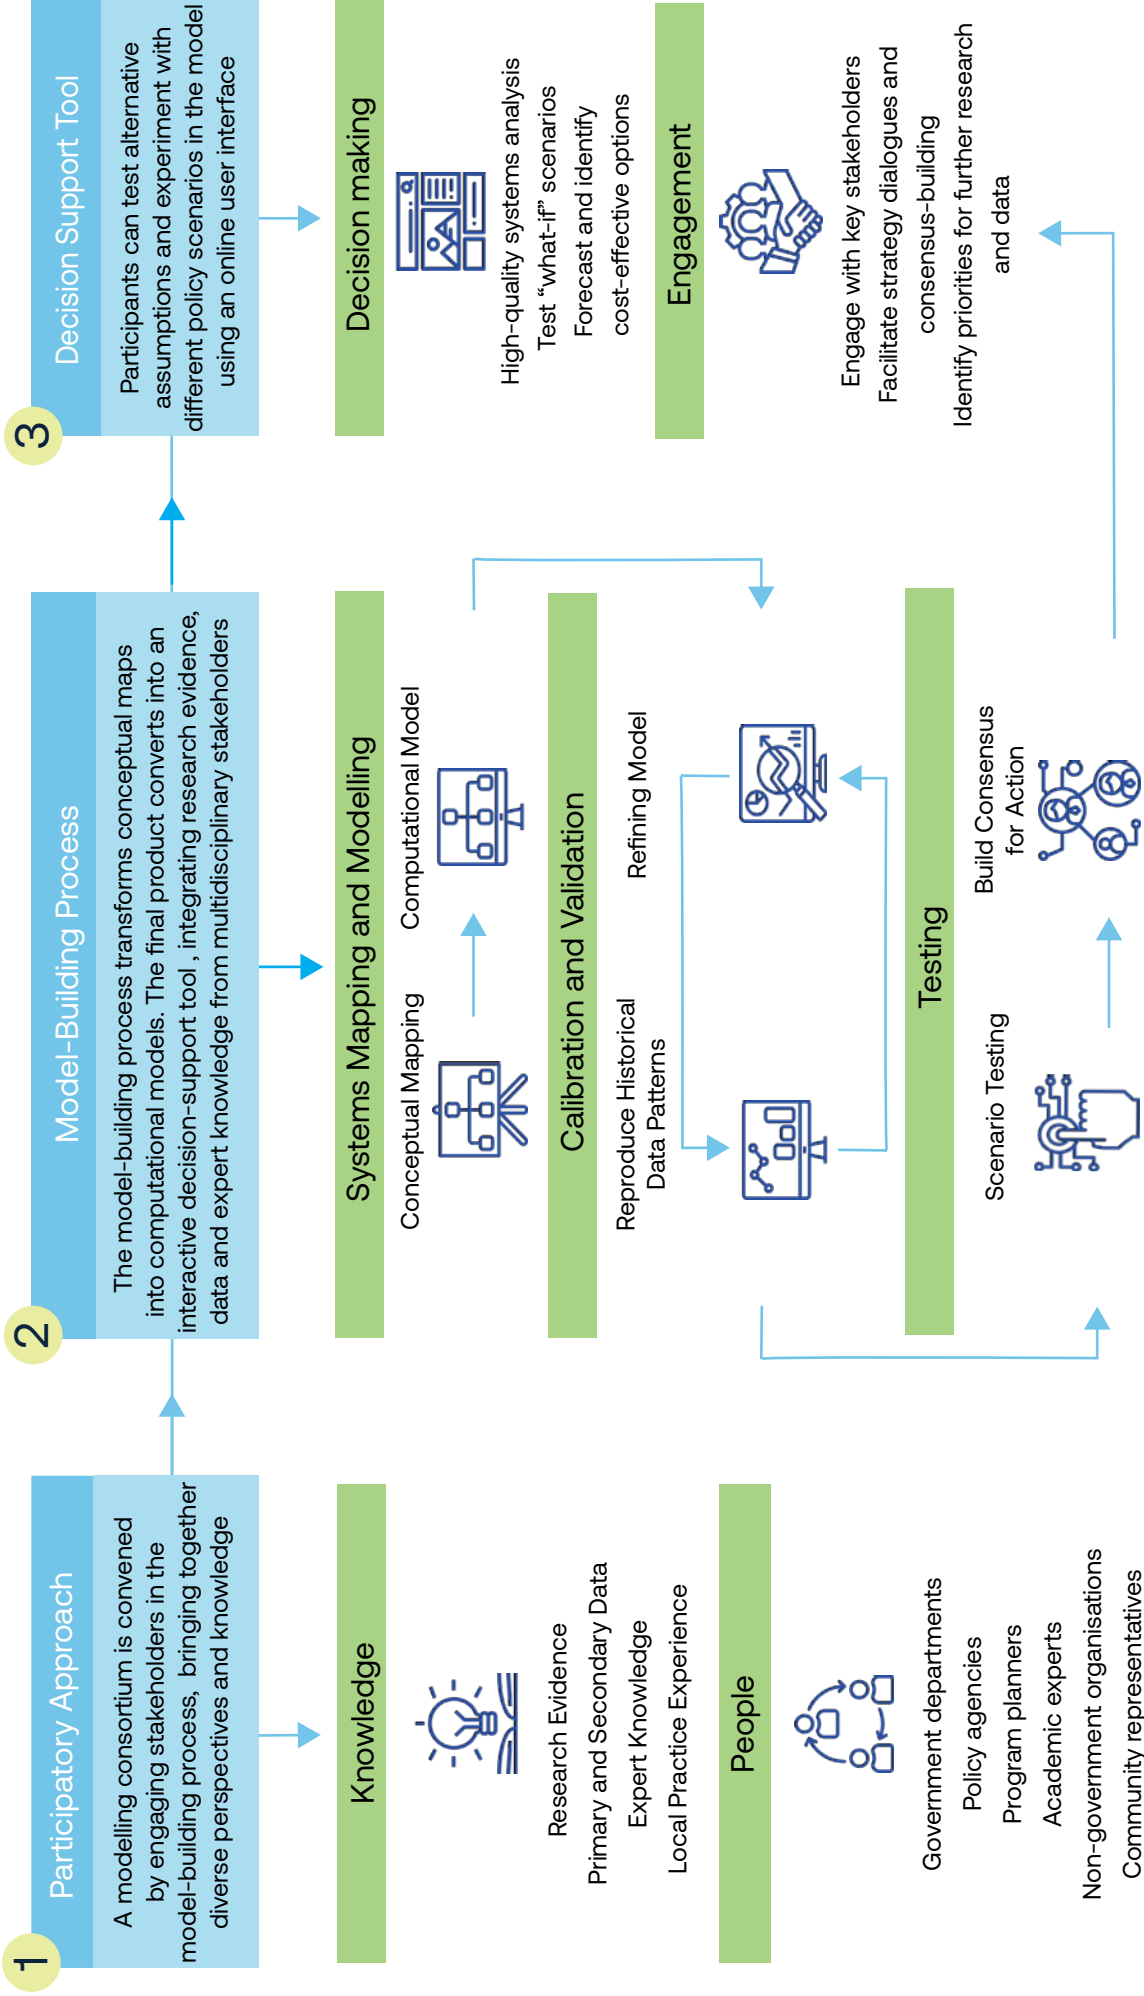 1
Participatory Approach
A modelling consortium is convened
by engaging stakeholders in the
model-building process, bringing together
diverse perspectives and knowledge
Knowledge
Research Evidence
Primary and Secondary Data
Expert Knowledge
Local Practice Experience
People
Government departments
Policy agencies
Program planners
Academic experts
Non-government organisations
Community representatives
2
Model-Building Process
The model-building process transforms conceptual maps
into computational models. The final product converts into an
interactive decision-support tool , integrating research evidence,
data and expert knowledge from multidisciplinary stakeholders
Systems Mapping and Modelling
Conceptual Mapping
Computational Model
Calibration and Validation
Reproduce Historical
Data Patterns
Refining Model
Testing
Scenario Testing
Build Consensus
for Action
3
Decision Support Tool
Participants can test alternative
assumptions and experiment with
different policy scenarios in the model
using an online user interface
Decision making
High-quality systems analysis
Test “what-if” scenarios
Forecast and identify
cost-effective options
Engagement
Engage with key stakeholders
Facilitate strategy dialogues and
consensus-building
Identify priorities for further research
and data